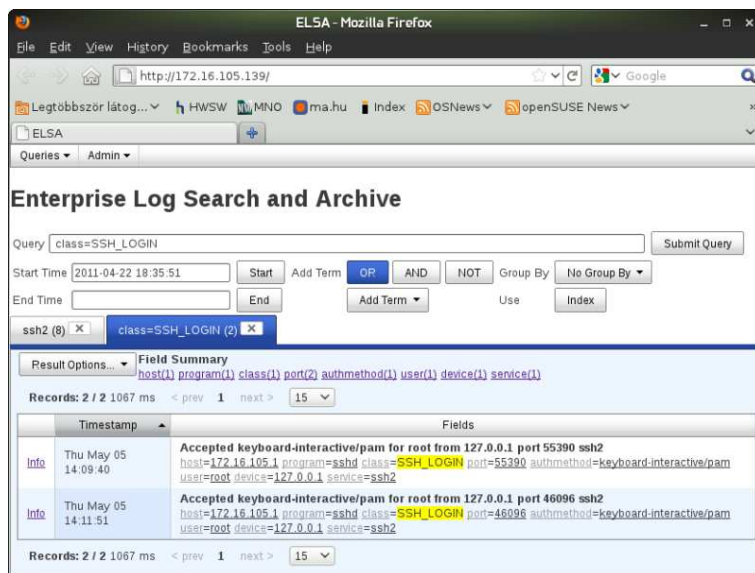 ELSA - Mozilla Firefox
File Edit View History Bookmarks Tools Help
http://172.16.105.139/ Google
Legtöbbször látog... HWSW MNO ma.hu Index OSNews openSUSE News »
ELSA
Queries Admin
Enterprise Log Search and Archive
Query class=SSH_LOGIN Submit Query
Start Time 2011-04-22 18:35:51 Start Add Term OR AND NOT Group By No Group By
End Time End Add Term Use Index
ssh2 (8) class=SSH_LOGIN (2)
Result Options... Field Summary
host(1) program(1) class(1) port(2) authmethod(1) user(1) device(1) service(1)
Records: 2 / 2 1067 ms < prev 1 next > 15
Timestamp Fields
Info Thu May 05 14:09:40
Accepted keyboard-interactive/pam for root from 127.0.0.1 port 55390 ssh2
host=172.16.105.1 program=sshd class=SSH_LOGIN port=55390 authmethod=keyboard-interactive/pam
user=root device=127.0.0.1 service=ssh2
Info Thu May 05 14:11:51
Accepted keyboard-interactive/pam for root from 127.0.0.1 port 46096 ssh2
host=172.16.105.1 program=sshd class=SSH_LOGIN port=46096 authmethod=keyboard-interactive/pam
user=root device=127.0.0.1 service=ssh2
Records: 2 / 2 1067 ms < prev 1 next > 15